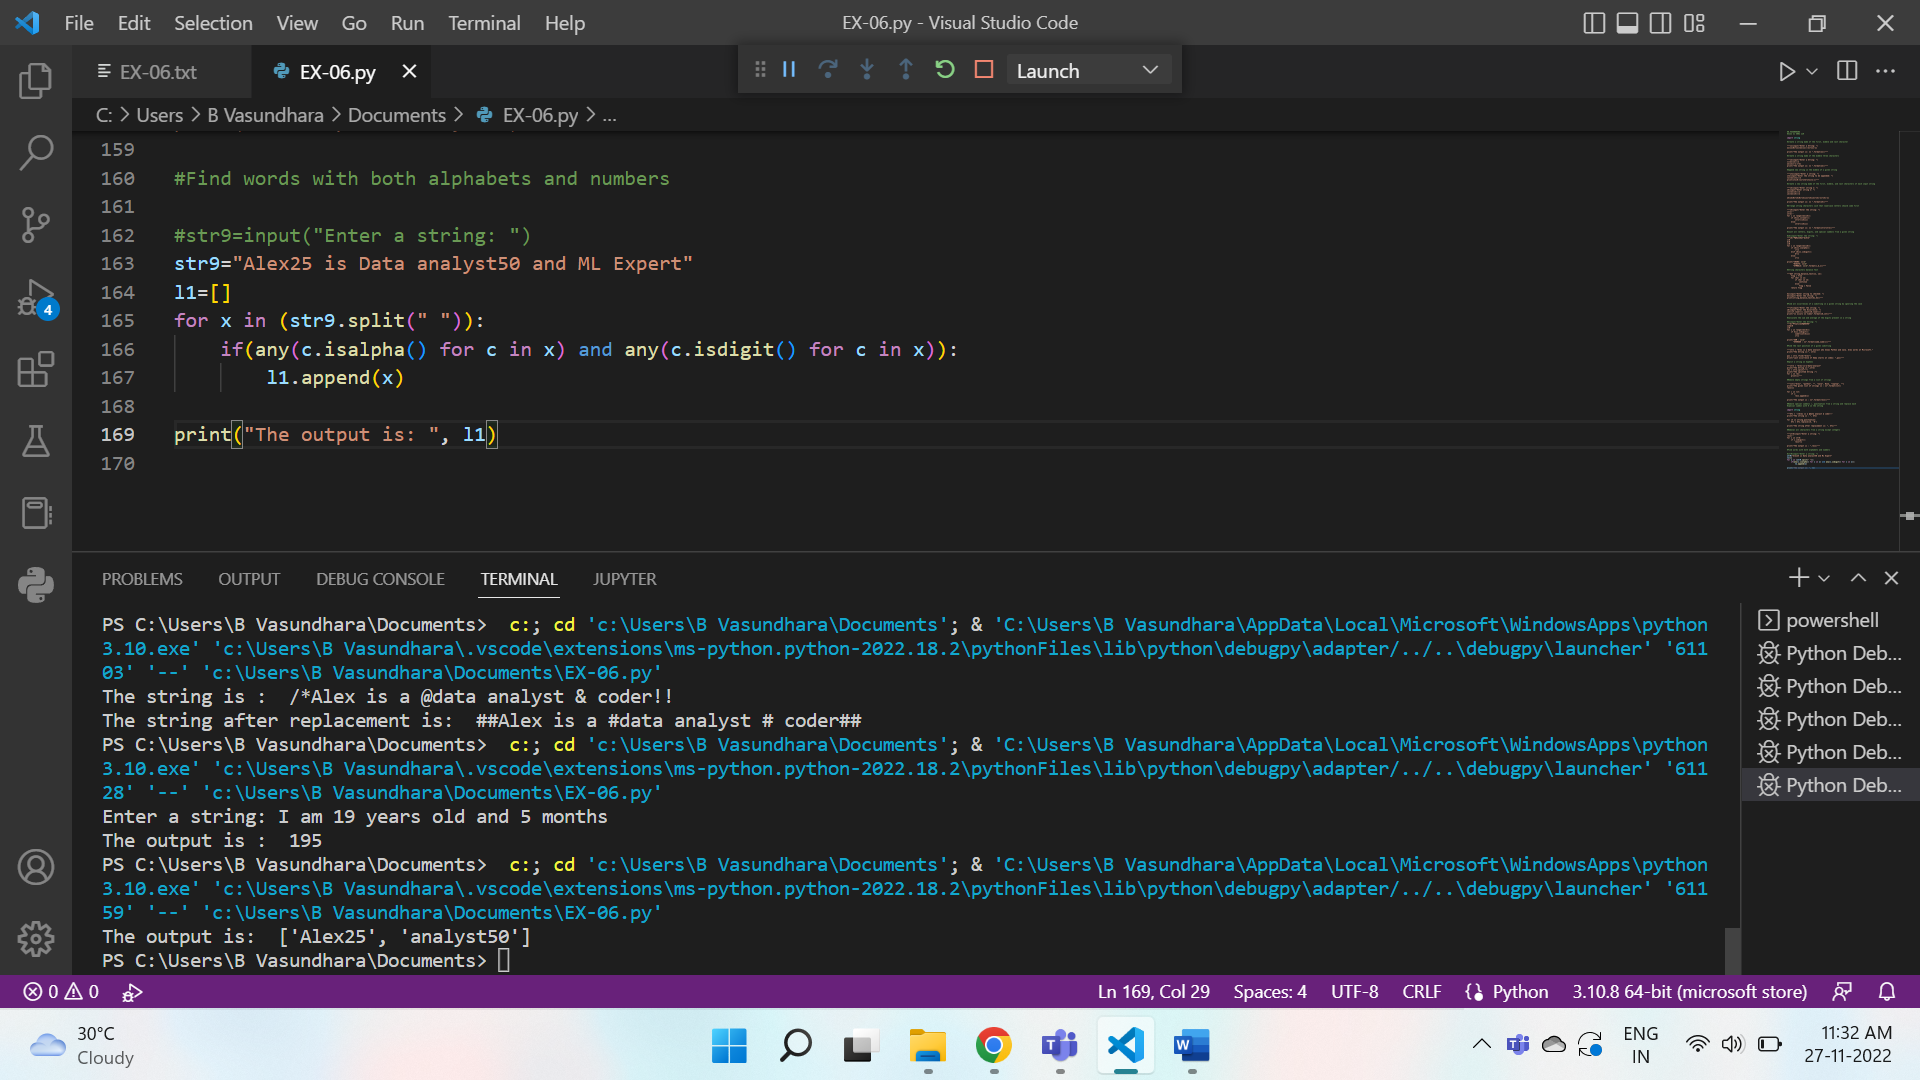 File Edit Selection View Go Run Terminal Help EX-06.py - Visual Studio Code
EX-06.txt EX-06.py Launch
C: > Users > B Vasundhara > Documents > EX-06.py > ...
159
160 #Find words with both alphabets and numbers
161
162 #str9=input("Enter a string: ")
163 str9="Alex25 is Data analyst50 and ML Expert"
164 l1=[]
165 for x in (str9.split(" ")):
166 if(any(c.isalpha() for c in x) and any(c.isdigit() for c in x)):
167 l1.append(x)
168
169 print("The output is: ", l1)
170
4
PROBLEMS OUTPUT DEBUG CONSOLE TERMINAL JUPYTER
PS C:\Users\B Vasundhara\Documents>  c:; cd 'c:\Users\B Vasundhara\Documents'; & 'C:\Users\B Vasundhara\AppData\Local\Microsoft\WindowsApps\python
3.10.exe' 'c:\Users\B Vasundhara\.vscode\extensions\ms-python.python-2022.18.2\pythonFiles\lib\python\debugpy\adapter/../..\debugpy\launcher' '611
03' '--' 'c:\Users\B Vasundhara\Documents\EX-06.py'
The string is :  /*Alex is a @data analyst & coder!!
The string after replacement is:  ##Alex is a #data analyst # coder##
PS C:\Users\B Vasundhara\Documents>  c:; cd 'c:\Users\B Vasundhara\Documents'; & 'C:\Users\B Vasundhara\AppData\Local\Microsoft\WindowsApps\python
3.10.exe' 'c:\Users\B Vasundhara\.vscode\extensions\ms-python.python-2022.18.2\pythonFiles\lib\python\debugpy\adapter/../..\debugpy\launcher' '611
28' '--' 'c:\Users\B Vasundhara\Documents\EX-06.py'
Enter a string: I am 19 years old and 5 months
The output is :  195
PS C:\Users\B Vasundhara\Documents>  c:; cd 'c:\Users\B Vasundhara\Documents'; & 'C:\Users\B Vasundhara\AppData\Local\Microsoft\WindowsApps\python
3.10.exe' 'c:\Users\B Vasundhara\.vscode\extensions\ms-python.python-2022.18.2\pythonFiles\lib\python\debugpy\adapter/../..\debugpy\launcher' '611
59' '--' 'c:\Users\B Vasundhara\Documents\EX-06.py'
The output is:  ['Alex25', 'analyst50']
PS C:\Users\B Vasundhara\Documents>
powershell
Python Deb...
Python Deb...
Python Deb...
Python Deb...
Python Deb...
0 0 Ln 169, Col 29 Spaces: 4 UTF-8 CRLF Python 3.10.8 64-bit (microsoft store)
30°C
Cloudy
ENG
IN
11:32 AM
27-11-2022